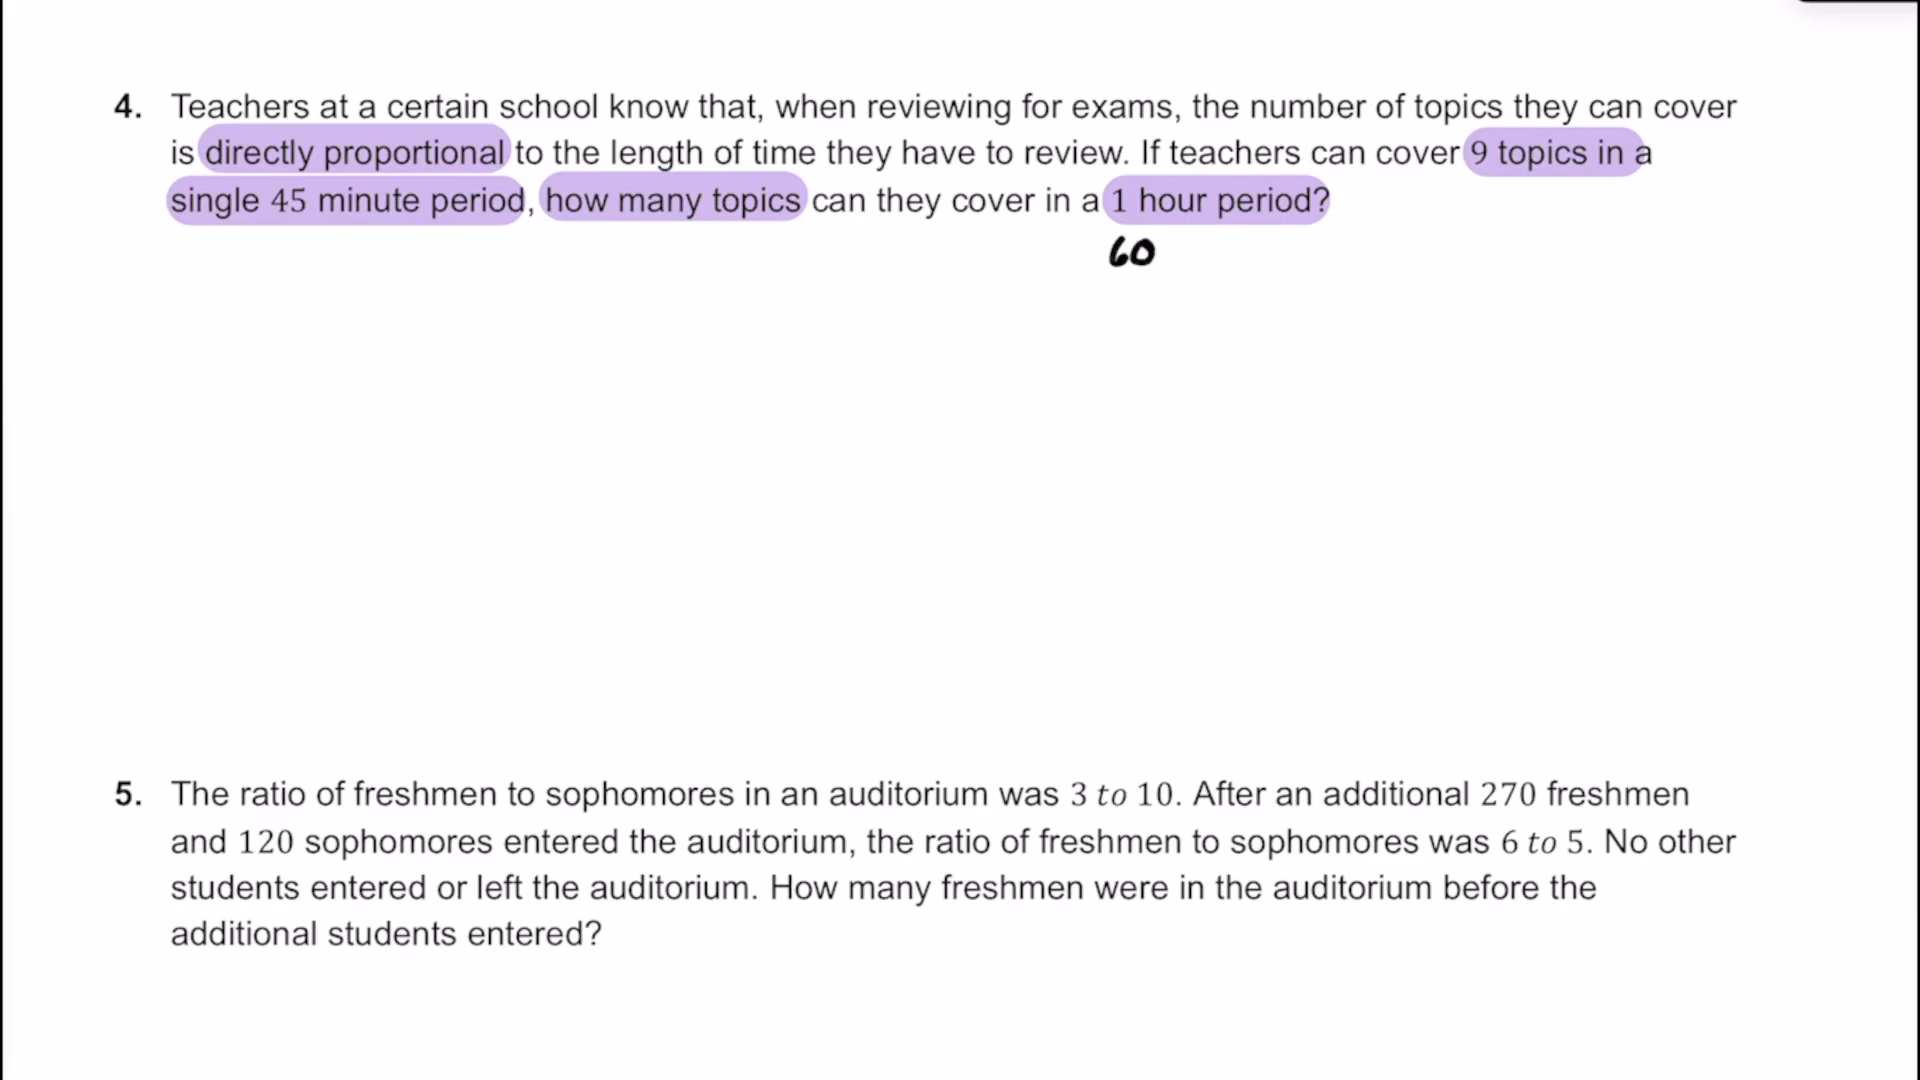 4. Teachers at a certain school know that, when reviewing for exams, the number of topics they can cover
is directly proportional to the length of time they have to review. If teachers can cover 9 topics in a
single 45 minute period, how many topics can they cover in a 1 hour period?
60
5. The ratio of freshmen to sophomores in an auditorium was 3 to 10. After an additional 270 freshmen
and 120 sophomores entered the auditorium, the ratio of freshmen to sophomores was 6 to 5. No other
students entered or left the auditorium. How many freshmen were in the auditorium before the
additional students entered?